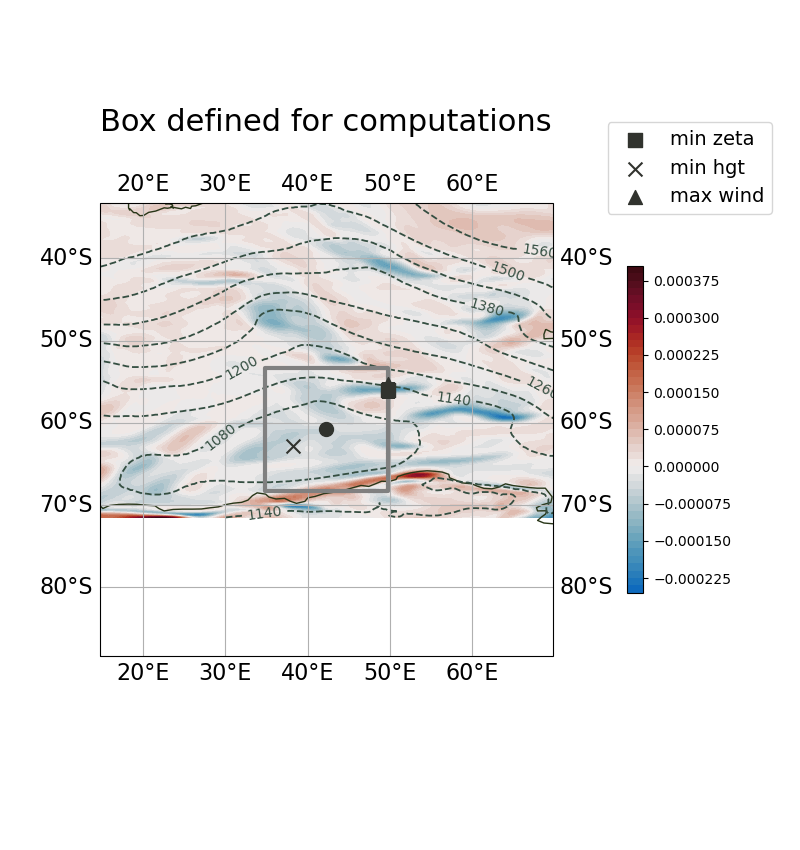 Box defined for computations
min zeta
min hgt
max wind
20°E 30°E 40°E 50°E 60°E
40°S 40°S
50°S 50°S
60°S 60°S
70°S 70°S
80°S 80°S
20°E 30°E 40°E 50°E 60°E
1560
1500
1380
1200
1260
1140
1080
1140
0.000375
0.000300
0.000225
0.000150
0.000075
0.000000
−0.000075
−0.000150
−0.000225